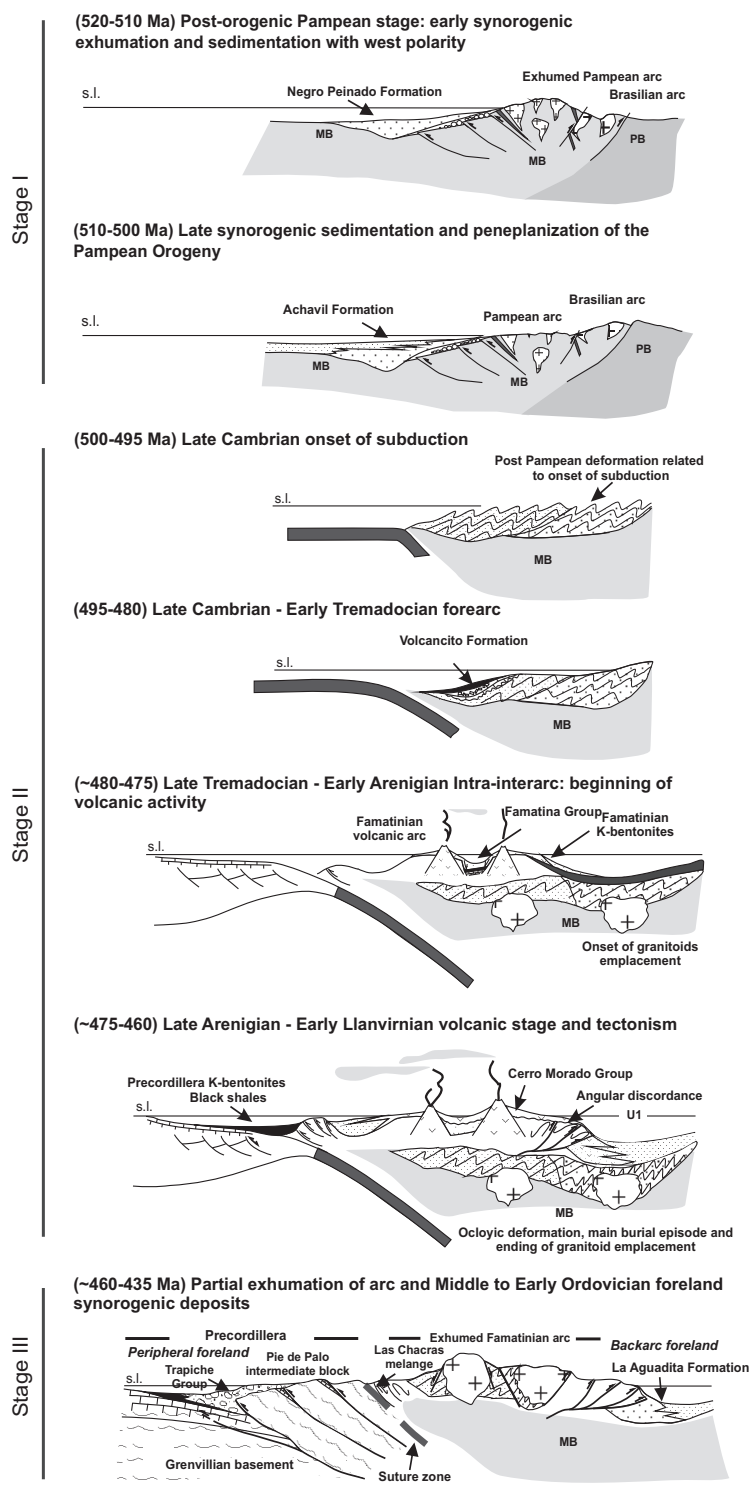 Stage I
(520-510 Ma) Post-orogenic Pampean stage: early synorogenic
exhumation and sedimentation with west polarity
Exhumed Pampean arc
s.l.
Negro Peinado Formation
Brasilian arc
MB
PB
MB
(510-500 Ma) Late synorogenic sedimentation and peneplanization of the
Pampean Orogeny
Brasilian arc
Achavil Formation
Pampean arc
s.l.
PB
MB
MB
Stage II
(500-495 Ma) Late Cambrian onset of subduction
Post Pampean deformation related
to onset of subduction
s.l.
MB
(495-480) Late Cambrian - Early Tremadocian forearc
Volcancito Formation
s.l.
MB
(~480-475) Late Tremadocian - Early Arenigian Intra-interarc: beginning of
volcanic activity
Famatinian
volcanic arc
Famatina Group
Famatinian
K-bentonites
s.l.
MB
Onset of granitoids
emplacement
(~475-460) Late Arenigian - Early Llanvirnian volcanic stage and tectonism
Cerro Morado Group
Precordillera K-bentonites
Black shales
Angular discordance
s.l.
U1
MB
Ocloyic deformation, main burial episode and
ending of granitoid emplacement
Stage III
(~460-435 Ma) Partial exhumation of arc and Middle to Early Ordovician foreland
synorogenic deposits
Precordillera
Exhumed Famatinian arc
Peripheral foreland
Las Chacras
melange
Backarc foreland
Pie de Palo
intermediate block
Trapiche
Group
La Aguadita Formation
s.l.
MB
Grenvillian basement
Suture zone